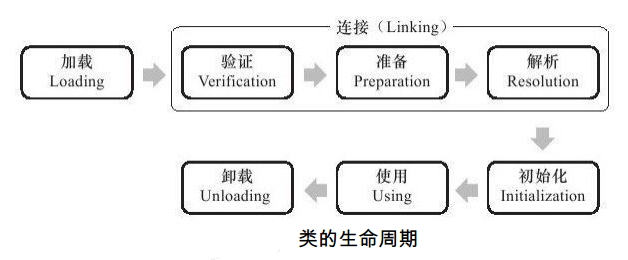 连接（Linking）
加载
Loading
验证
Verification
准备
Preparation
解析
Resolution
初始化
Initialization
使用
Using
卸载
Unloading
类的生命周期